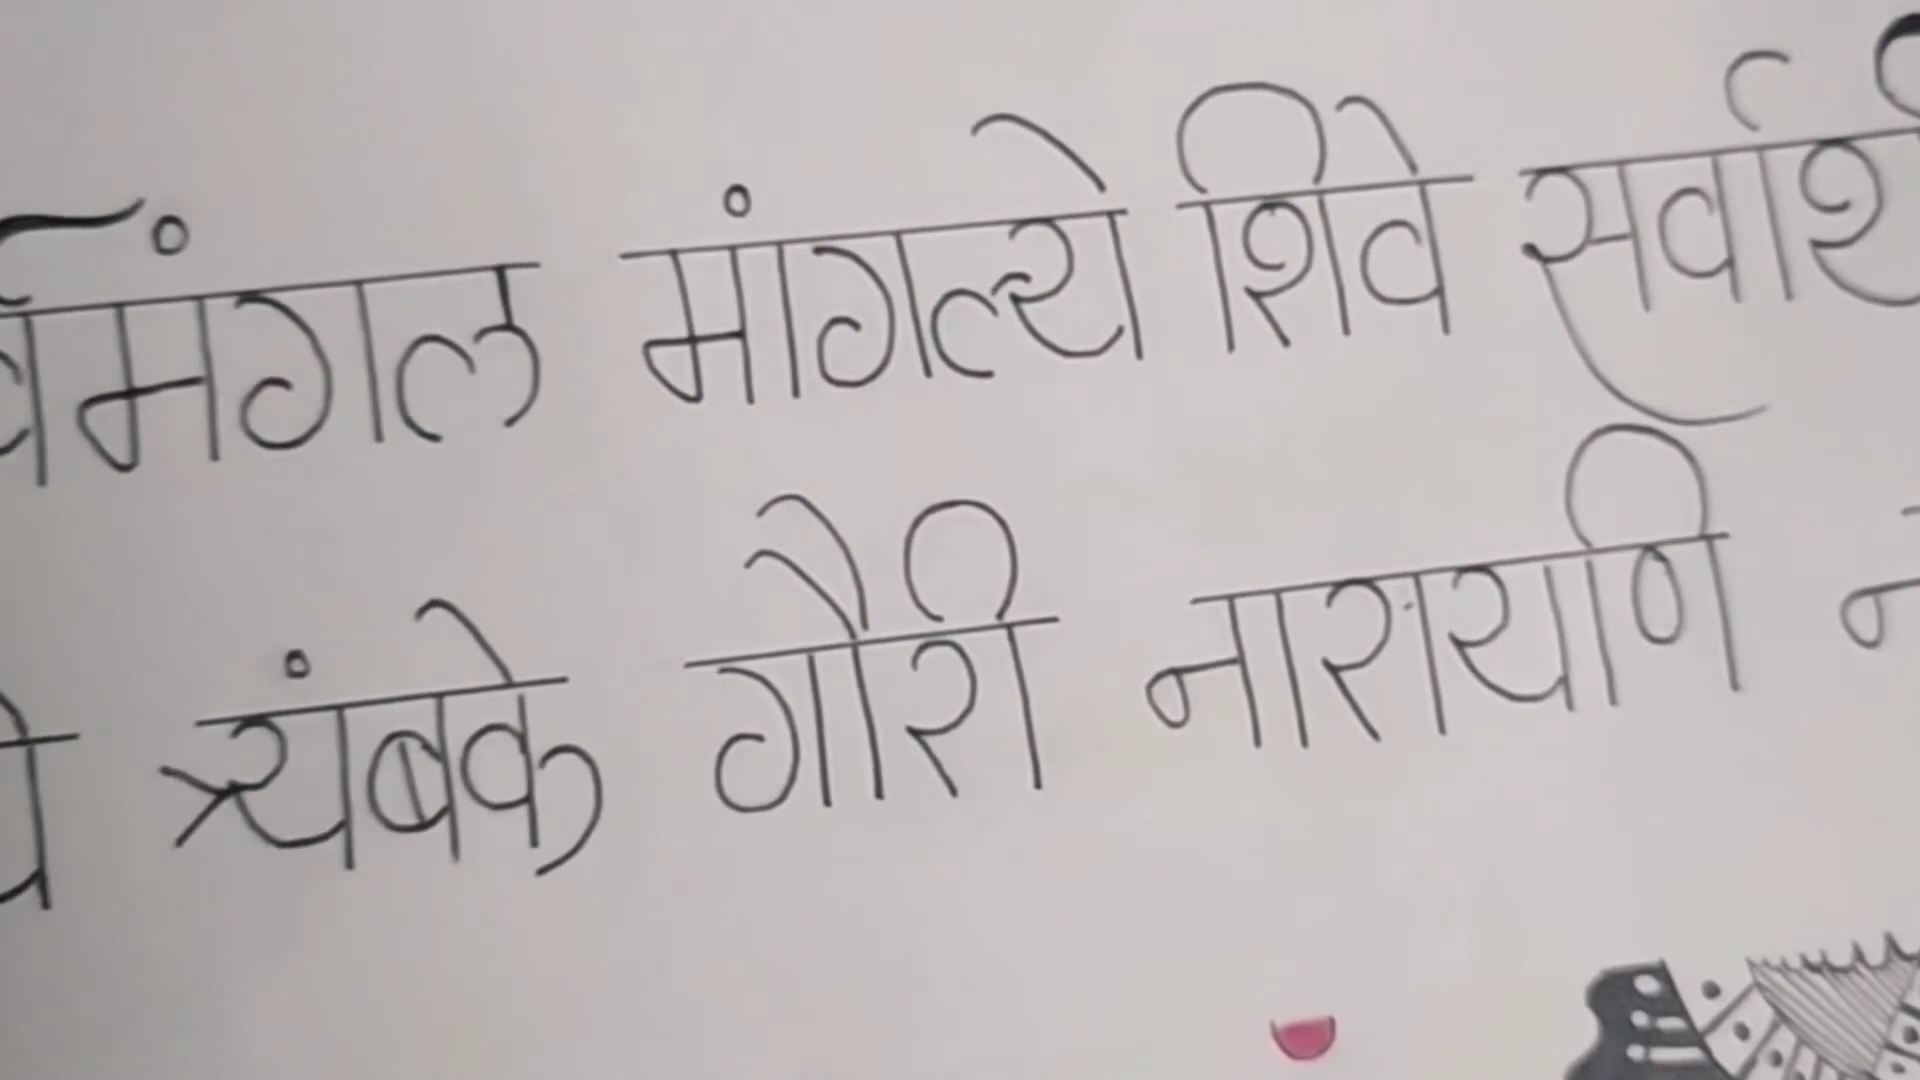 र्वमंगल मांगल्ये शिवे सर्वार्थ
ये त्र्यंबके गौरि नारायणि न